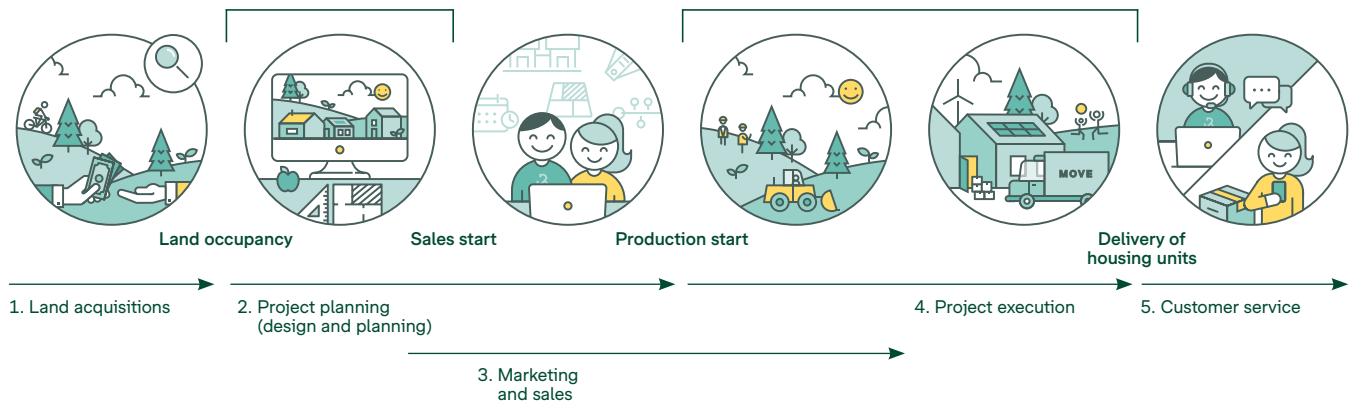 MOVE
Land occupancy
Sales start
Production start
Delivery of
housing units
1. Land acquisitions
2. Project planning
(design and planning)
4. Project execution
5. Customer service
3. Marketing
and sales